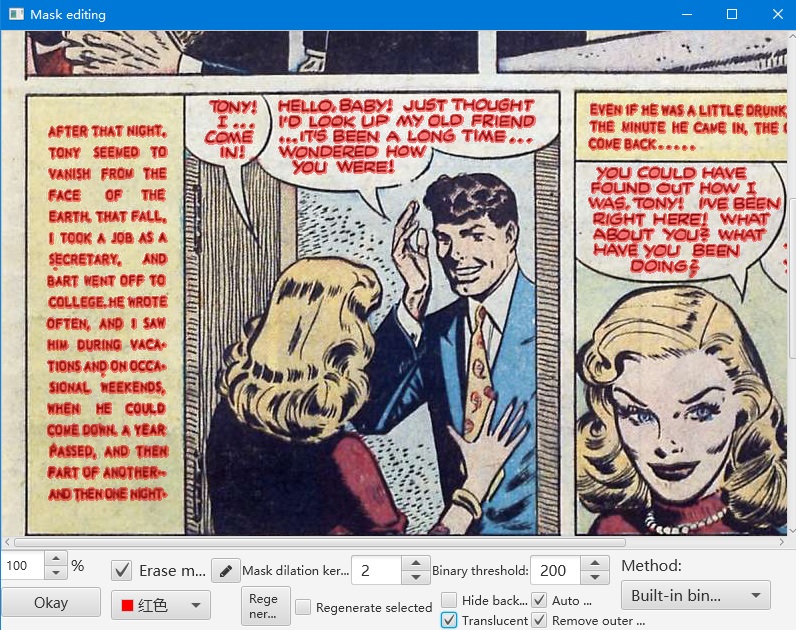 Mask editing
AFTER THAT NIGHT,
TONY SEEMED TO
VANISH FROM THE
FACE OF THE
EARTH, THAT FALL,
I TOOK A JOB AS A
SECRETARY, AND
BART WENT OFF TO
COLLEGE. HE WROTE
OFTEN, AND I SAW
HIM DURING VACA-
TIONS AND ON OCCA-
SIONAL WEEKENDS,
WHEN HE COULD
COME DOWN. A YEAR
PASSED, AND THEN
PART OF ANOTHER--
AND THEN ONE NIGHT-
TONY!
I ...
COME
IN!
HELLO, BABY! JUST THOUGHT
I'D LOOK UP MY OLD FRIEND
...IT'S BEEN A LONG TIME...
WONDERED HOW
YOU WERE!
EVEN IF HE WAS A LITTLE DRUNK
THE MINUTE HE CAME IN, THE
COME BACK.....
YOU COULD HAVE
FOUND OUT HOW I
WAS, TONY! I'VE BEEN
RIGHT HERE! WHAT
ABOUT YOU? WHAT
HAVE YOU BEEN
DOING?
100 %
Erase m...
Mask dilation ker... 2
Binary threshold: 200
Method:
Okay
红色
Rege
ner...
Regenerate selected
Hide back...
Auto ...
Built-in bin...
Translucent
Remove outer ...